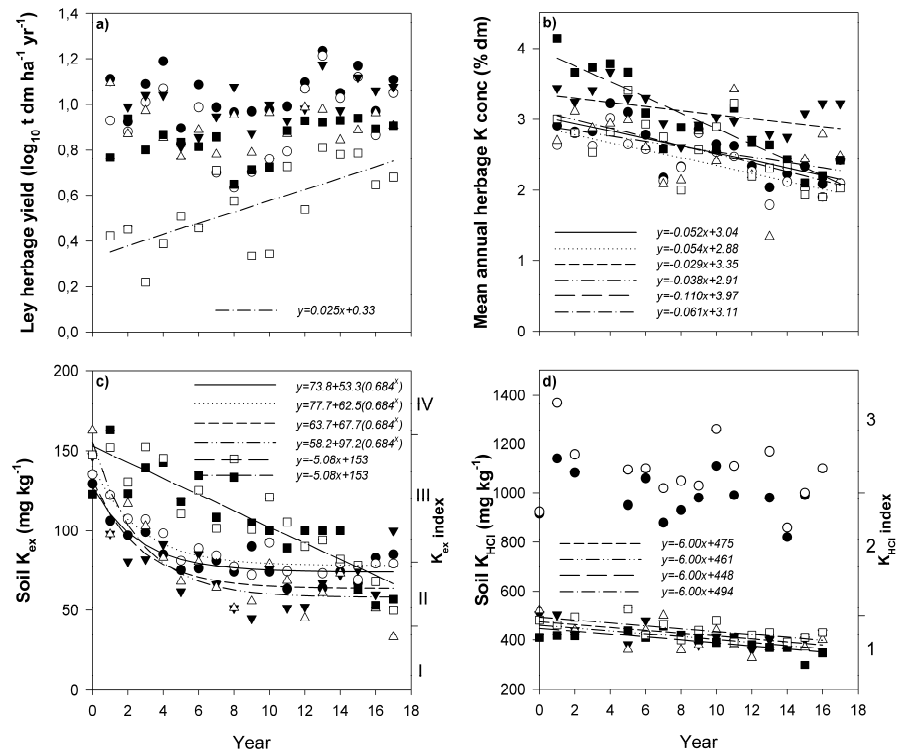 a)
Ley herbage yield (log10 t dm ha-1 yr-1)
1,4
1,2
1,0
0,8
0,6
0,4
0,2
0,0
y=0.025x+0.33
b)
Mean annual herbage K conc (% dm)
4
3
2
1
0
y=-0.052x+3.04
y=-0.054x+2.88
y=-0.029x+3.35
y=-0.038x+2.91
y=-0.110x+3.97
y=-0.061x+3.11
c)
Soil Kex (mg kg-1)
200
150
100
50
0
y=73.8+53.3(0.684x)
y=77.7+62.5(0.684x)
y=63.7+67.7(0.684x)
y=58.2+97.2(0.684x)
y=-5.08x+153
y=-5.08x+153
IV
III
II
I
Kex index
0 2 4 6 8 10 12 14 16 18
Year
d)
Soil KHCl (mg kg-1)
1400
1200
1000
800
600
400
200
y=-6.00x+475
y=-6.00x+461
y=-6.00x+448
y=-6.00x+494
3
2
1
KHCl index
0 2 4 6 8 10 12 14 16 18
Year